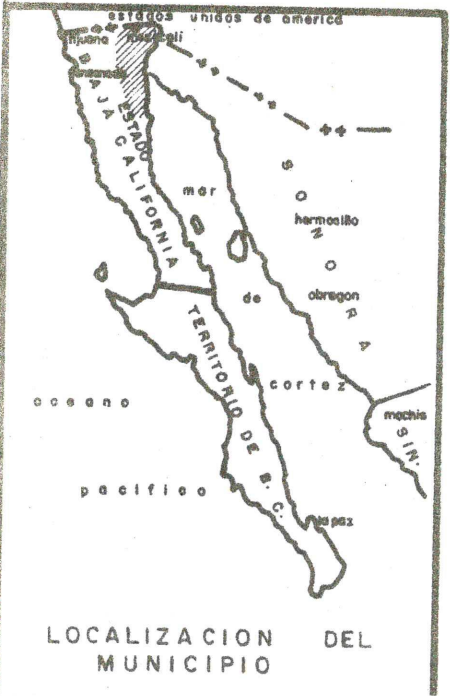 estados unidos de america
tijuana mexicali
ensenada
ESTADO
BAJA CALIFORNIA
mar
de
cortez
SONORA
hermosillo
obregon
TERRITORIO DE B. C.
oceano
pacifico
mochis
SIN.
la paz
LOCALIZACION DEL
MUNICIPIO